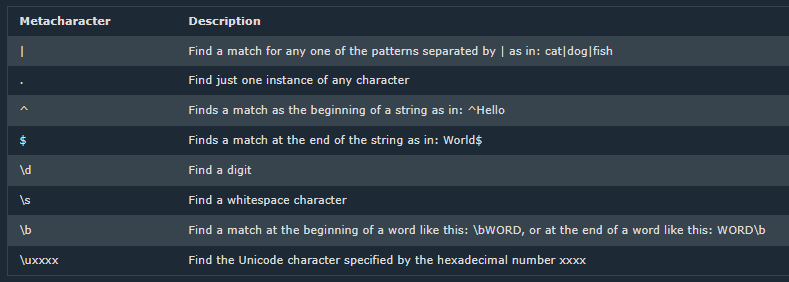 Metacharacter Description
| Find a match for any one of the patterns separated by | as in: cat|dog|fish
. Find just one instance of any character
^ Finds a match as the beginning of a string as in: ^Hello
$ Finds a match at the end of the string as in: World$
\d Find a digit
\s Find a whitespace character
\b Find a match at the beginning of a word like this: \bWORD, or at the end of a word like this: WORD\b
\uxxxx Find the Unicode character specified by the hexadecimal number xxxx